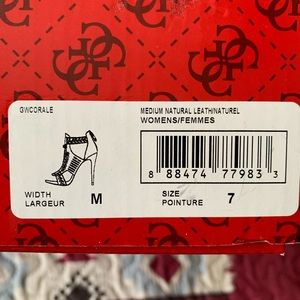 GWCORALE
MEDIUM NATURAL LEATH/NATUREL
WOMENS/FEMMES
8 88474 77983 3
WIDTH
LARGEUR
M
SIZE
POINTURE
7